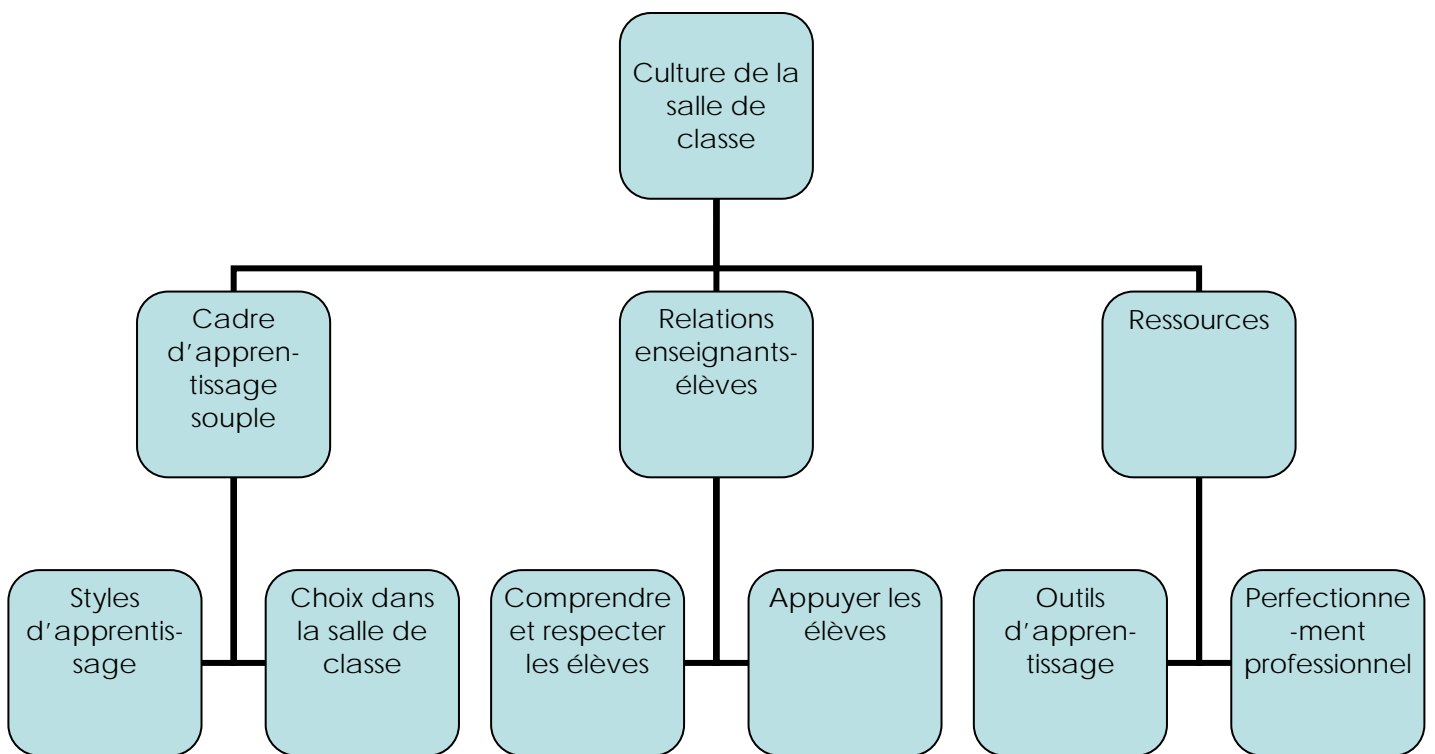 Culture de la
salle de
classe
Cadre
d'appren-
tissage
souple
Relations
enseignants-
élèves
Ressources
Styles
d'apprentis-
sage
Choix dans
la salle de
classe
Comprendre
et respecter
les élèves
Appuyer les
élèves
Outils
d'appren-
tissage
Perfectionne
-ment
professionnel